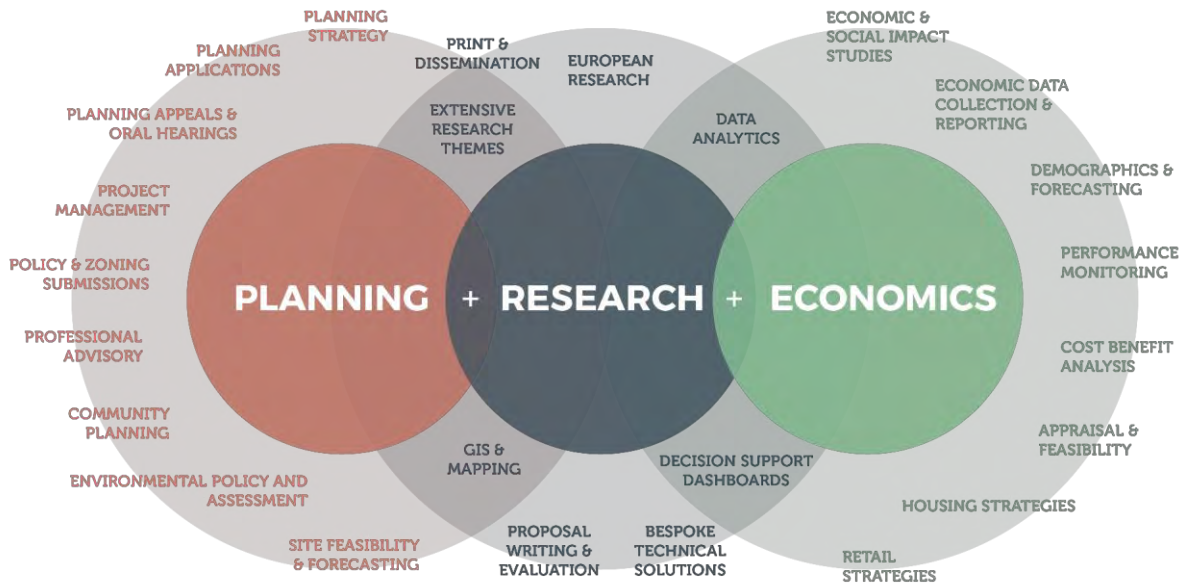 PLANNING
STRATEGY
PLANNING
APPLICATIONS
PLANNING APPEALS &
ORAL HEARINGS
PROJECT
MANAGEMENT
POLICY & ZONING
SUBMISSIONS
PROFESSIONAL
ADVISORY
COMMUNITY
PLANNING
ENVIRONMENTAL POLICY AND
ASSESSMENT
SITE FEASIBILITY
& FORECASTING
PRINT &
DISSEMINATION
EUROPEAN
RESEARCH
EXTENSIVE
RESEARCH
THEMES
DATA
ANALYTICS
PLANNING + RESEARCH + ECONOMICS
GIS &
MAPPING
DECISION SUPPORT
DASHBOARDS
PROPOSAL
WRITING &
EVALUATION
BESPOKE
TECHNICAL
SOLUTIONS
ECONOMIC &
SOCIAL IMPACT
STUDIES
ECONOMIC DATA
COLLECTION &
REPORTING
DEMOGRAPHICS &
FORECASTING
PERFORMANCE
MONITORING
COST BENEFIT
ANALYSIS
APPRAISAL &
FEASIBILITY
HOUSING STRATEGIES
RETAIL
STRATEGIES